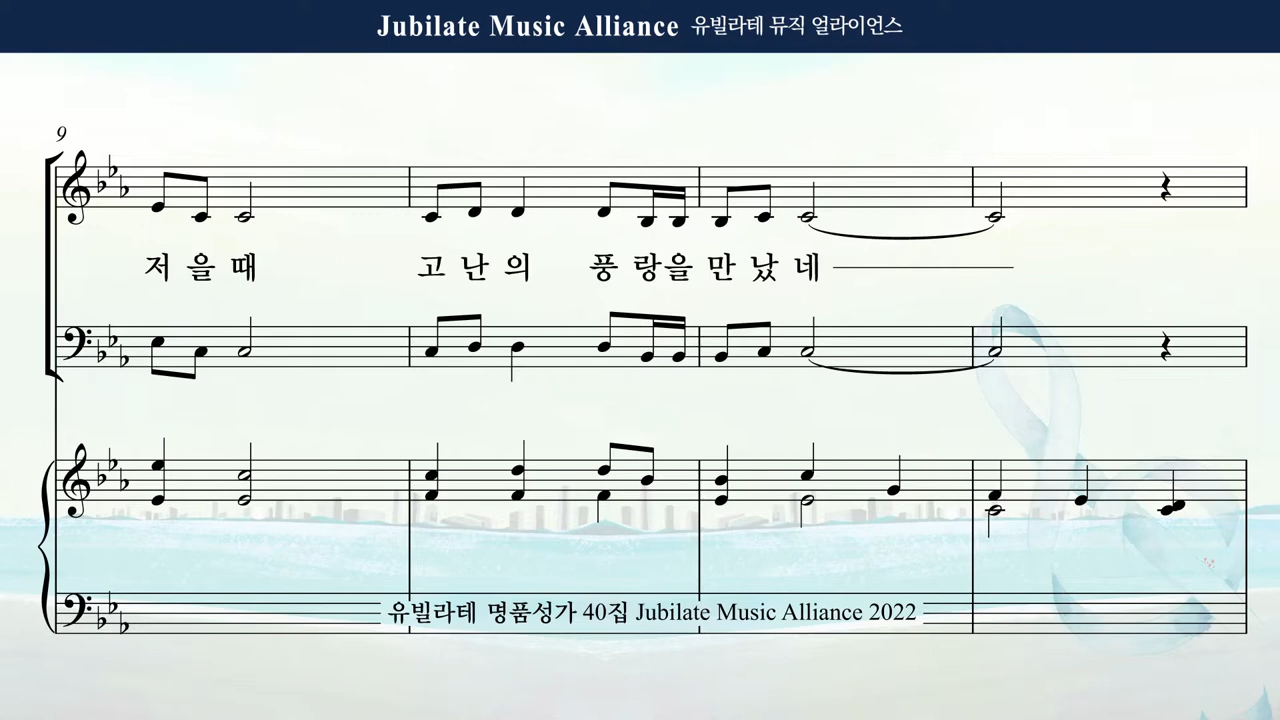 Jubilate Music Alliance 유빌라테 뮤직 얼라이언스
9
저 을 때 고 난 의 풍 랑을 만 났 네
유빌라테 명품성가 40집 Jubilate Music Alliance 2022